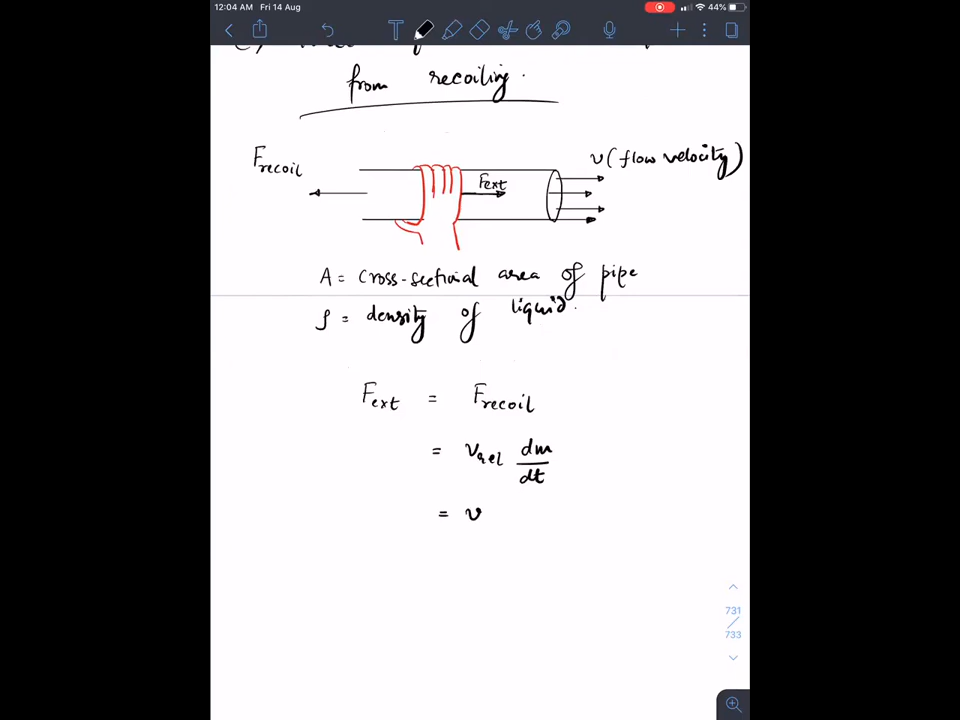 12:04 AM Fri 14 Aug 44%
from recoiling.
Frecoil
Fext
v (flow velocity)
A = cross-sectional area of pipe
ρ = density of liquid.
Fext = Frecoil
= vrel dm/dt
= v
731
/
733